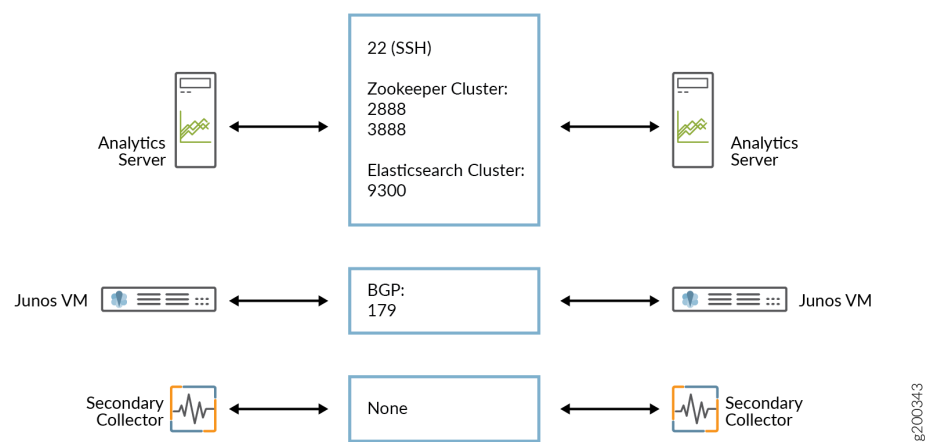 22 (SSH)
Zookeeper Cluster:
2888
3888
Elasticsearch Cluster:
9300
Analytics
Server
Analytics
Server
Junos VM
BGP:
179
Junos VM
Secondary
Collector
None
Secondary
Collector
g200343